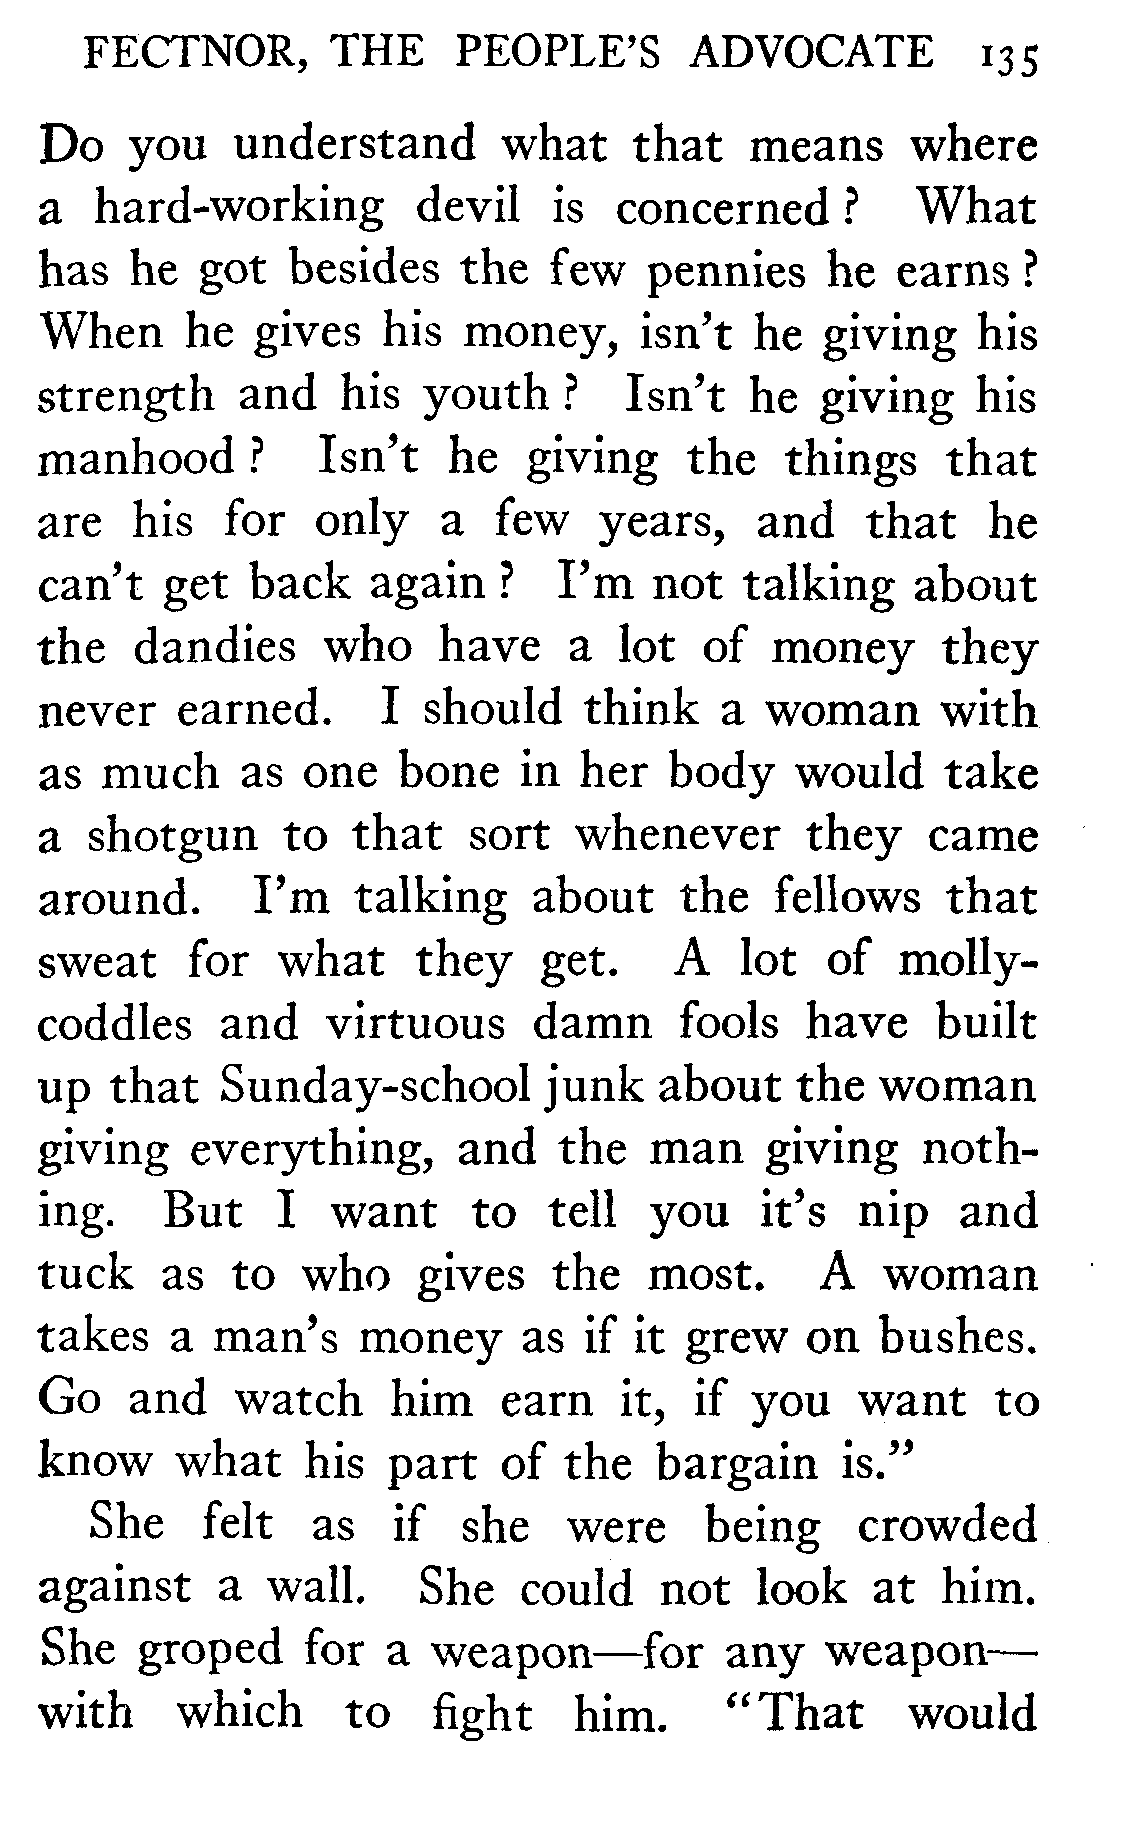 FECTNOR, THE PEOPLE'S ADVOCATE 135
Do you understand what that means where
a hard-working devil is concerned? What
has he got besides the few pennies he earns?
When he gives his money, isn't he giving his
strength and his youth? Isn't he giving his
manhood? Isn't he giving the things that
are his for only a few years, and that he
can't get back again? I'm not talking about
the dandies who have a lot of money they
never earned. I should think a woman with
as much as one bone in her body would take
a shotgun to that sort whenever they came
around. I'm talking about the fellows that
sweat for what they get. A lot of molly-
coddles and virtuous damn fools have built
up that Sunday-school junk about the woman
giving everything, and the man giving noth-
ing. But I want to tell you it's nip and
tuck as to who gives the most. A woman
takes a man's money as if it grew on bushes.
Go and watch him earn it, if you want to
know what his part of the bargain is."
She felt as if she were being crowded
against a wall. She could not look at him.
She groped for a weapon—for any weapon—
with which to fight him. "That would